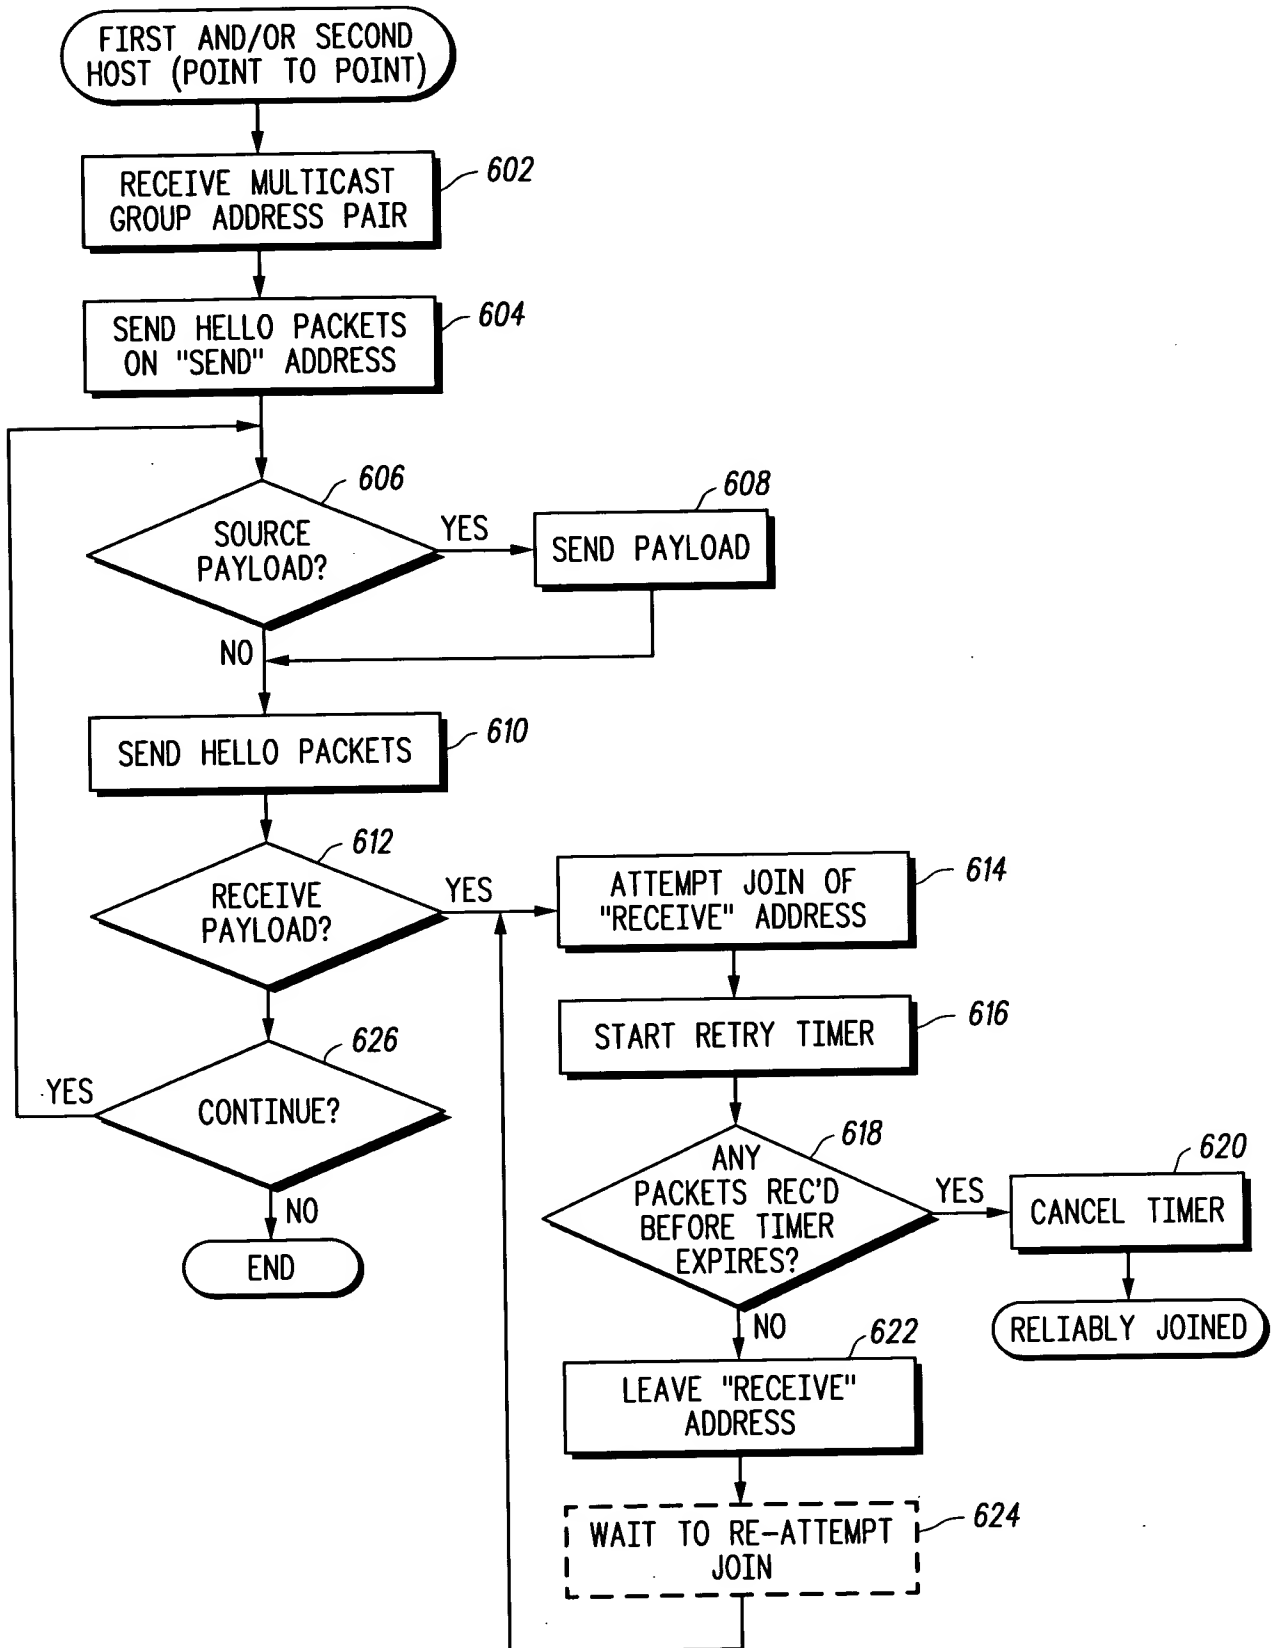 FIRST AND/OR SECOND
HOST (POINT TO POINT)
RECEIVE MULTICAST
GROUP ADDRESS PAIR
602
SEND HELLO PACKETS
ON "SEND" ADDRESS
604
606
SOURCE
PAYLOAD?
YES
608
SEND PAYLOAD
NO
SEND HELLO PACKETS
610
612
RECEIVE
PAYLOAD?
YES
ATTEMPT JOIN OF
"RECEIVE" ADDRESS
614
START RETRY TIMER
616
626
CONTINUE?
YES
NO
END
618
ANY
PACKETS REC'D
BEFORE TIMER
EXPIRES?
YES
620
CANCEL TIMER
RELIABLY JOINED
NO
622
LEAVE "RECEIVE"
ADDRESS
WAIT TO RE-ATTEMPT
JOIN
624